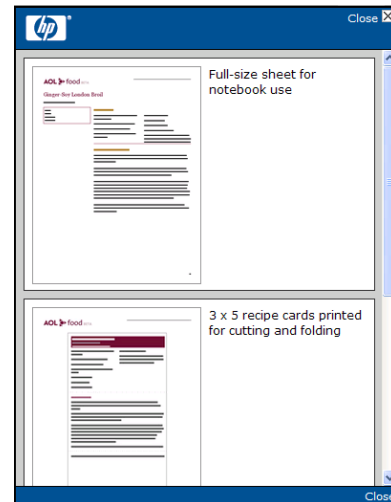 hp
Close
AOL food
Ginger-Soy London Broil
Full-size sheet for
notebook use
AOL food
3 x 5 recipe cards printed
for cutting and folding
Close